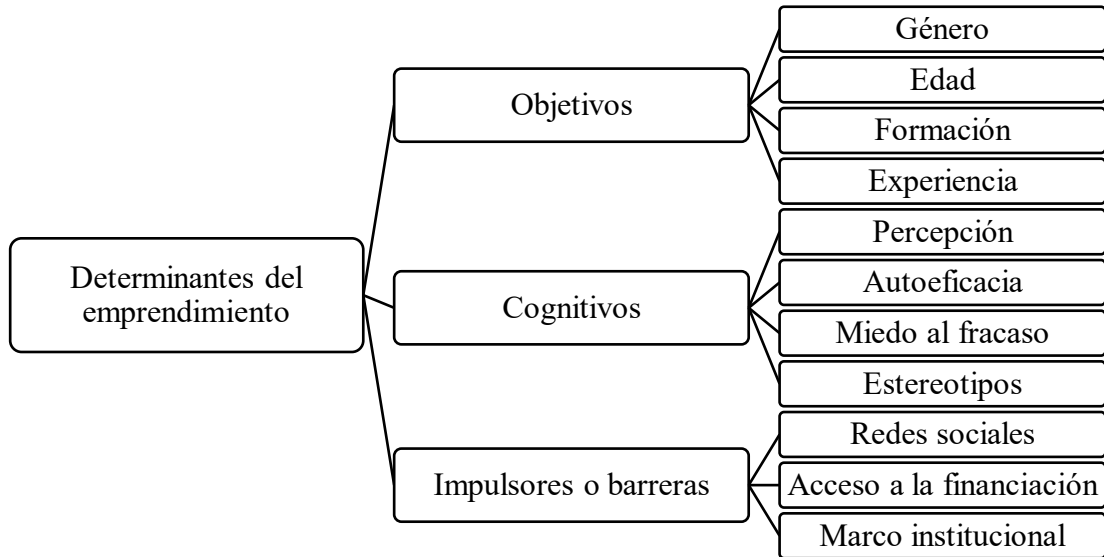 Determinantes del
emprendimiento
Objetivos
Género
Edad
Formación
Experiencia
Cognitivos
Percepción
Autoeficacia
Miedo al fracaso
Estereotipos
Impulsores o barreras
Redes sociales
Acceso a la financiación
Marco institucional